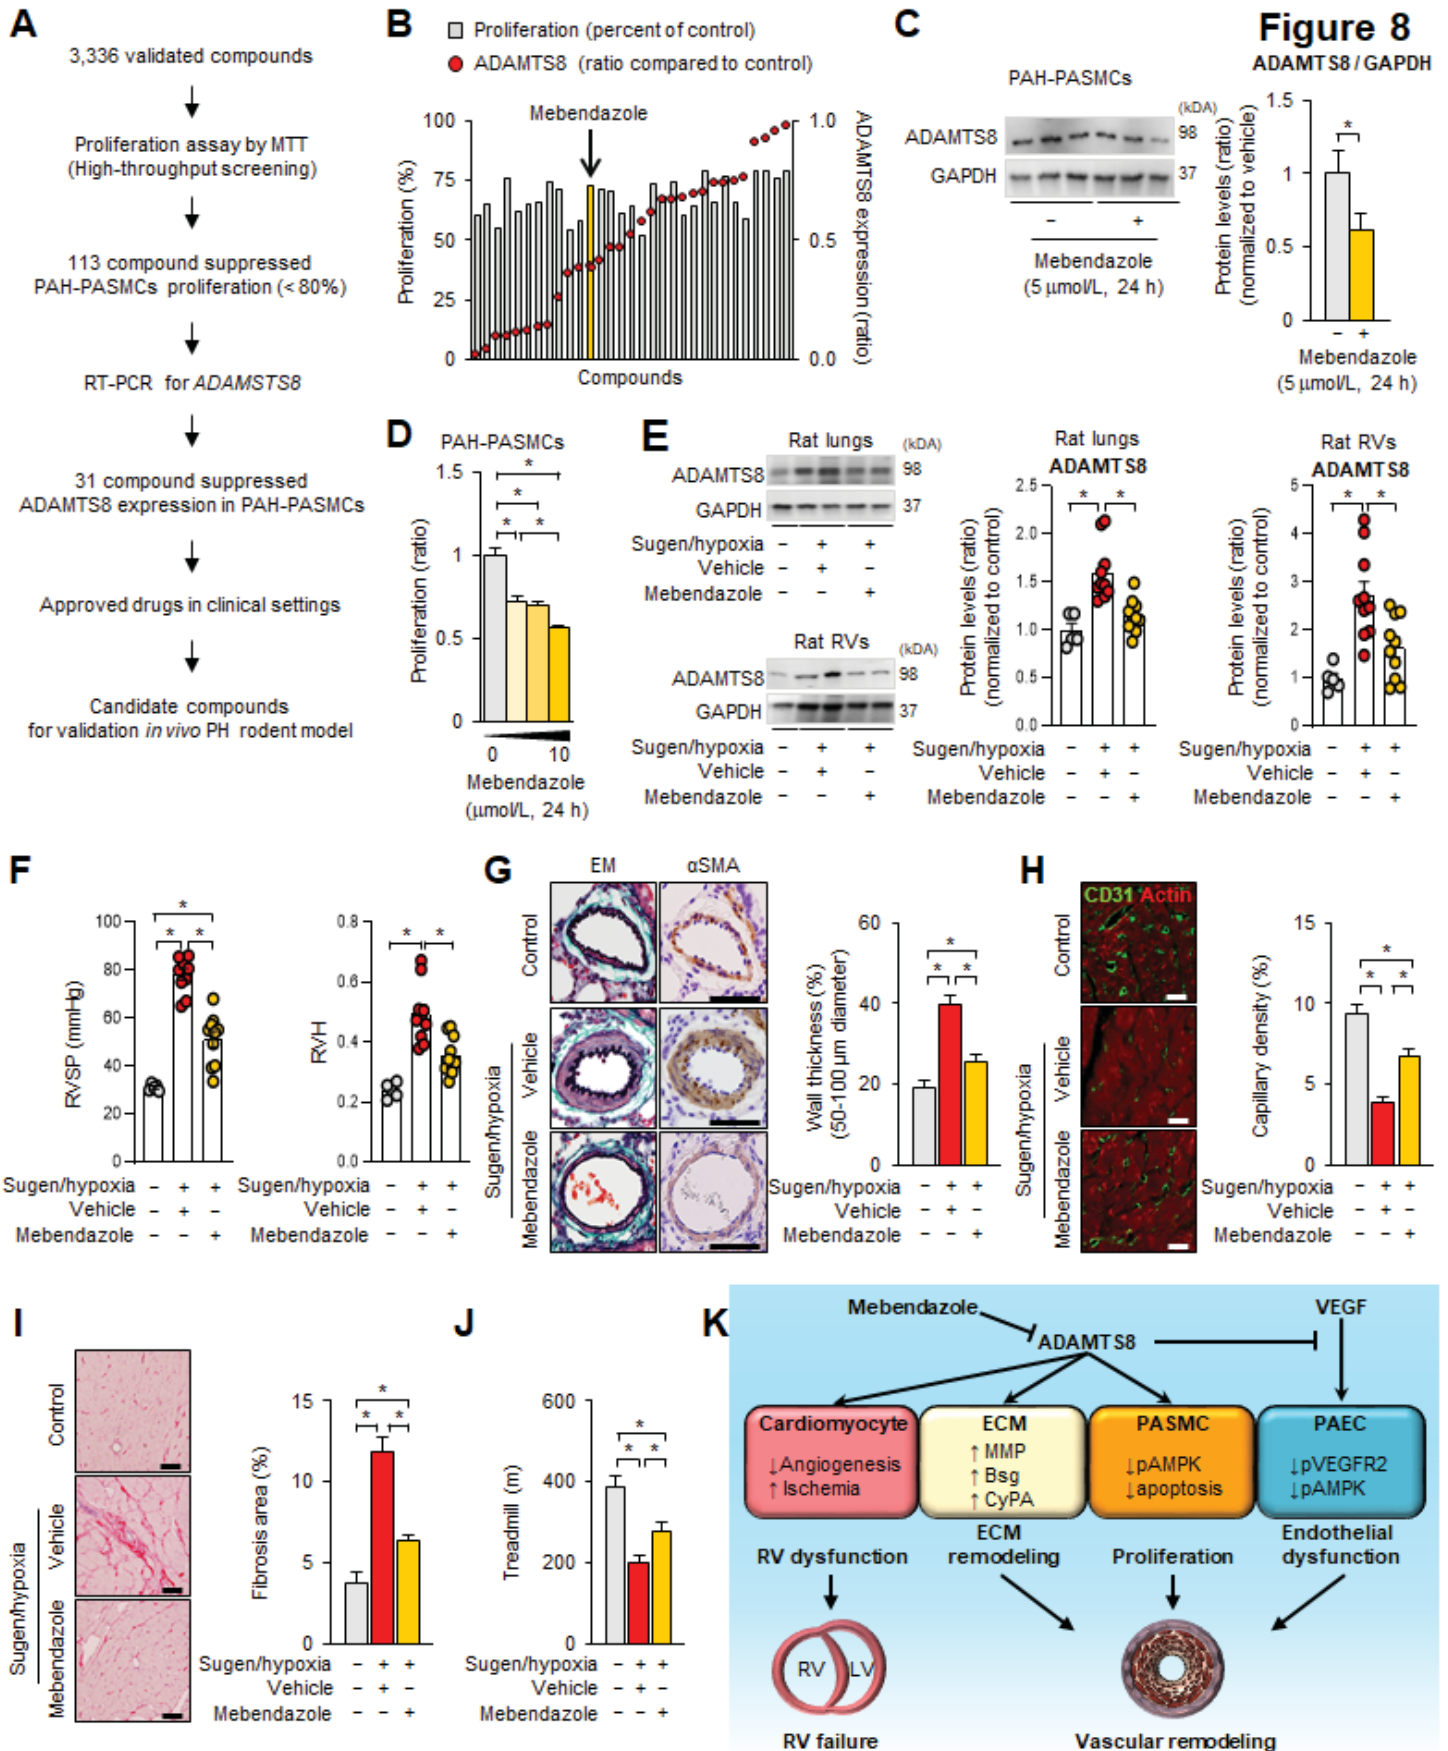 Figure 8
A
3,336 validated compounds
Proliferation assay by MTT
(High-throughput screening)
113 compound suppressed
PAH-PASMCs proliferation (< 80%)
RT-PCR for ADAMSTS8
31 compound suppressed
ADAMTS8 expression in PAH-PASMCs
Approved drugs in clinical settings
Candidate compounds
for validation in vivo PH rodent model
B
Proliferation (percent of control)
ADAMTS8 (ratio compared to control)
Mebendazole
Proliferation (%)
100
75
50
25
0
1.0
0.5
0.0
ADAMTS8 expression (ratio)
Compounds
C
PAH-PASMCs
(kDA)
ADAMTS8 98
GAPDH 37
− +
Mebendazole
(5 μmol/L, 24 h)
ADAMTS8 / GAPDH
Protein levels (ratio)
(normalized to vehicle)
1.5
1
0.5
0
*
− +
Mebendazole
(5 μmol/L, 24 h)
D
PAH-PASMCs
Proliferation (ratio)
1.5
1
0.5
0
*
*
* *
0 10
Mebendazole
(μmol/L, 24 h)
E
Rat lungs (kDA)
ADAMTS8 98
GAPDH 37
Sugen/hypoxia − + +
Vehicle − + −
Mebendazole − − +
Rat RVs (kDA)
ADAMTS8 98
GAPDH 37
Sugen/hypoxia − + +
Vehicle − + −
Mebendazole − − +
Rat lungs
ADAMTS8
Protein levels (ratio)
(normalized to control)
2.5
2.0
1.5
1.0
0.5
0.0
* *
Sugen/hypoxia − + +
Vehicle − + −
Mebendazole − − +
Rat RVs
ADAMTS8
Protein levels (ratio)
(normalized to control)
5
4
3
2
1
0
* *
Sugen/hypoxia − + +
Vehicle − + −
Mebendazole − − +
F
RVSP (mmHg)
100
80
60
40
20
0
*
* *
Sugen/hypoxia − + +
Vehicle − + −
Mebendazole − − +
RVH
0.8
0.6
0.4
0.2
0.0
* *
Sugen/hypoxia − + +
Vehicle − + −
Mebendazole − − +
G
EM αSMA
Control
Vehicle
Mebendazole
Sugen/hypoxia
Wall thickness (%)
(50-100 μm diameter)
60
40
20
0
*
* *
Sugen/hypoxia − + +
Vehicle − + −
Mebendazole − − +
H
CD31 Actin
Control
Vehicle
Mebendazole
Sugen/hypoxia
Capillary density (%)
15
10
5
0
*
* *
Sugen/hypoxia − + +
Vehicle − + −
Mebendazole − − +
I
Control
Vehicle
Mebendazole
Sugen/hypoxia
Fibrosis area (%)
15
10
5
0
*
* *
Sugen/hypoxia − + +
Vehicle − + −
Mebendazole − − +
J
Treadmill (m)
600
400
200
0
*
* *
Sugen/hypoxia − + +
Vehicle − + −
Mebendazole − − +
K
Mebendazole VEGF
ADAMTS8
Cardiomyocyte
↓Angiogenesis
↑Ischemia
ECM
↑MMP
↑Bsg
↑CyPA
PASMC
↓pAMPK
↓apoptosis
PAEC
↓pVEGFR2
↓pAMPK
RV dysfunction
ECM
remodeling
Proliferation
Endothelial
dysfunction
RV LV
RV failure
Vascular remodeling